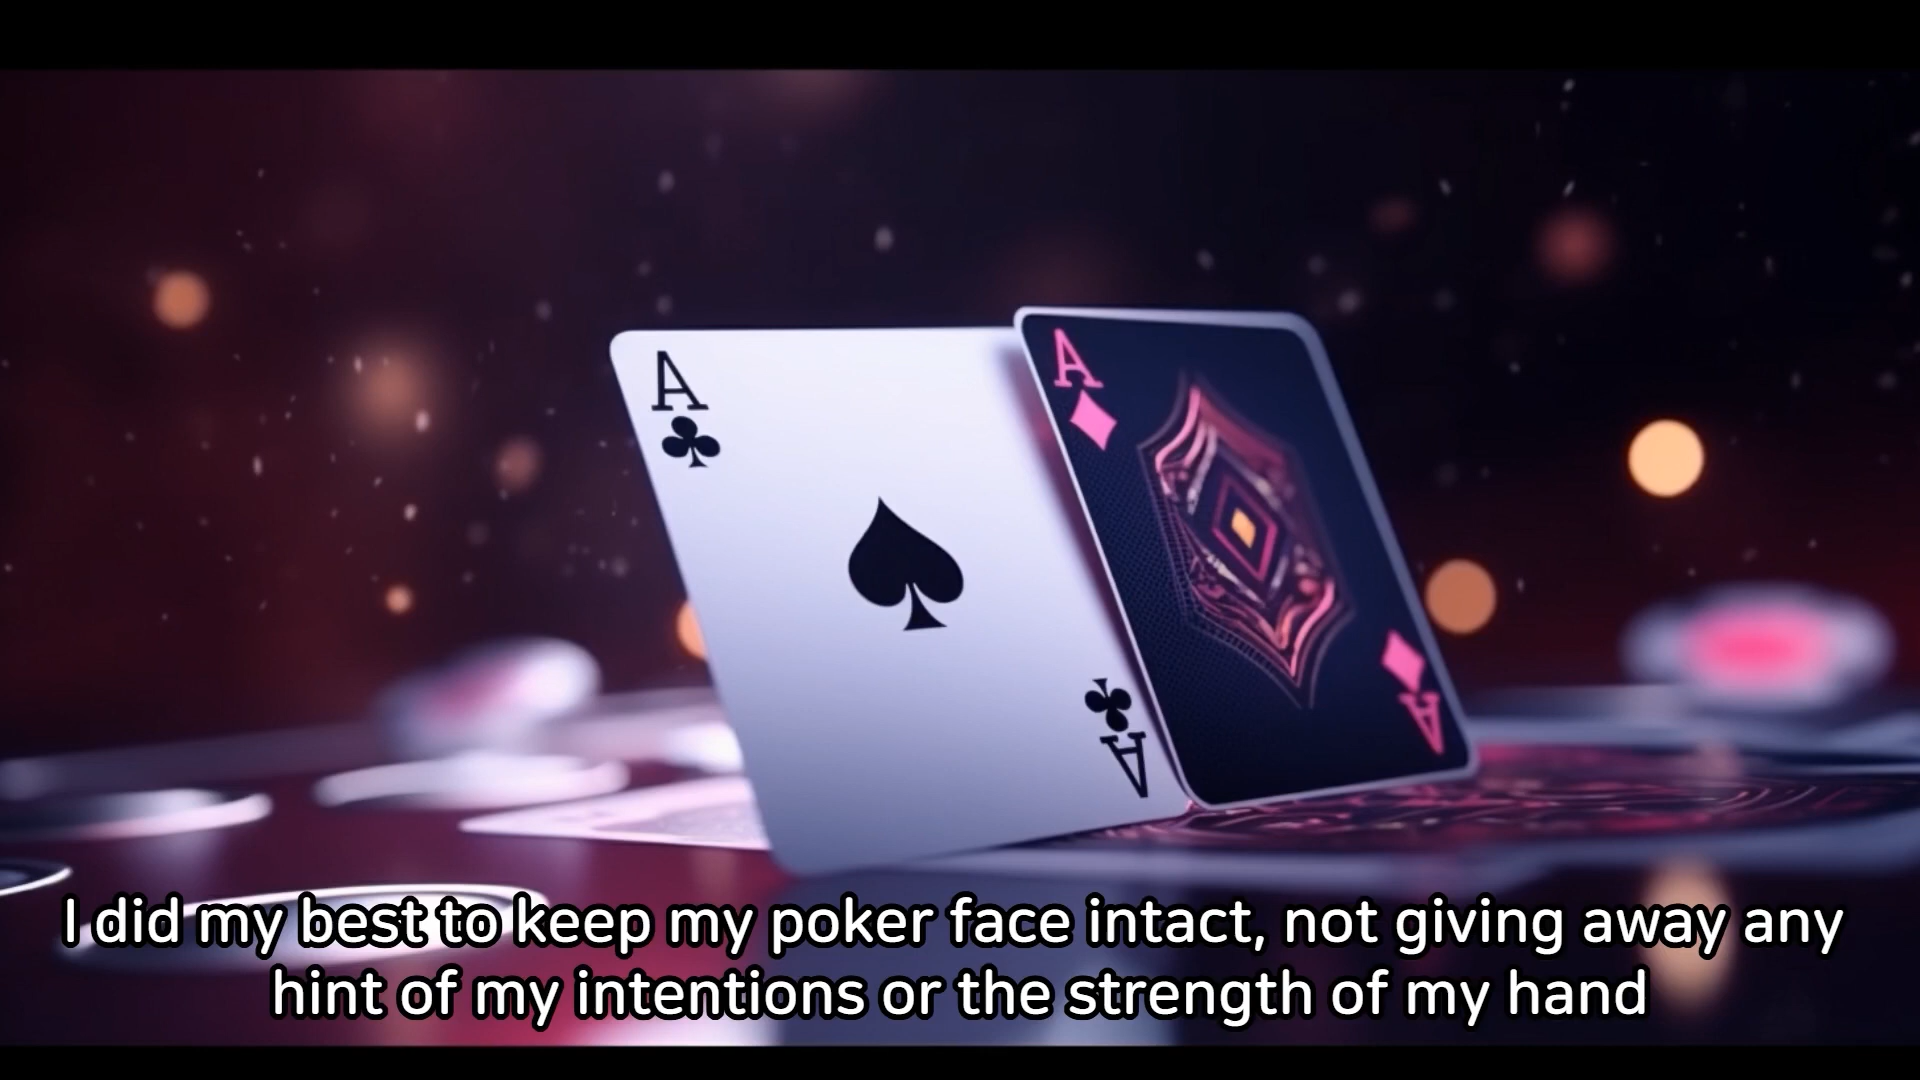 A
A
I did my best to keep my poker face intact, not giving away any
hint of my intentions or the strength of my hand
A
A